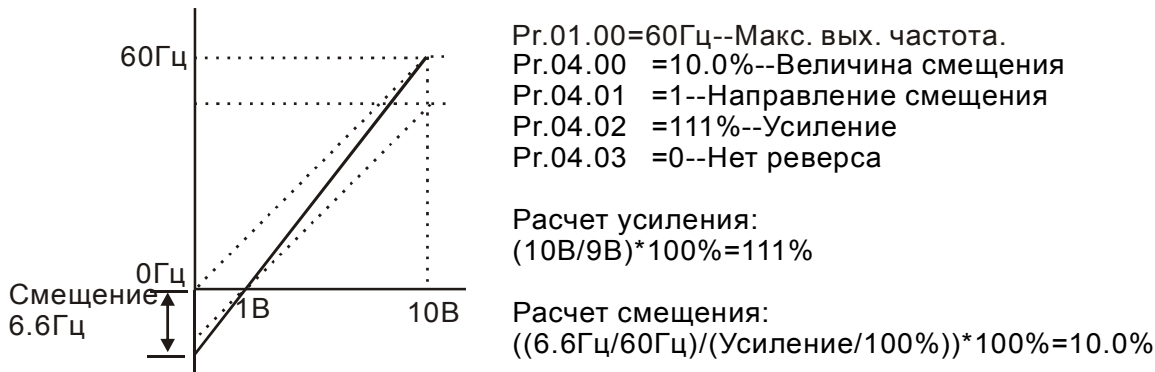 60Гц
0Гц
Смещение
6.6Гц
1В
10В
Pr.01.00=60Гц--Макс. вых. частота.
Pr.04.00 =10.0%--Величина смещения
Pr.04.01 =1--Направление смещения
Pr.04.02 =111%--Усиление
Pr.04.03 =0--Нет реверса
Расчет усиления:
(10В/9В)*100%=111%
Расчет смещения:
((6.6Гц/60Гц)/(Усиление/100%))*100%=10.0%